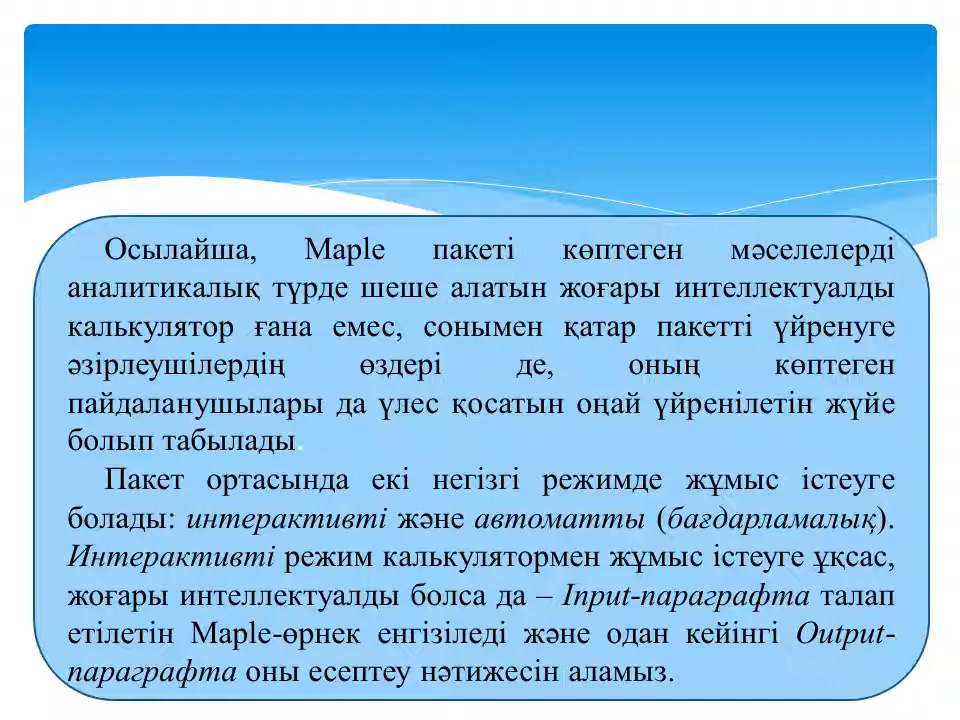 Осылайша, Maple пакеті көптеген мәселелерді
аналитикалық түрде шеше алатын жоғары интеллектуалды
калькулятор ғана емес, сонымен қатар пакетті үйренуге
әзірлеушілердің өздері де, оның көптеген
пайдаланушылары да үлес қосатын оңай үйренілетін жүйе
болып табылады.
Пакет ортасында екі негізгі режимде жұмыс істеуге
болады: интерактивті және автоматты (бағдарламалық).
Интерактивті режим калькулятормен жұмыс істеуге ұқсас,
жоғары интеллектуалды болса да – Input-параграфта талап
етілетін Maple-өрнек енгізіледі және одан кейінгі Output-
параграфта оны есептеу нәтижесін аламыз.